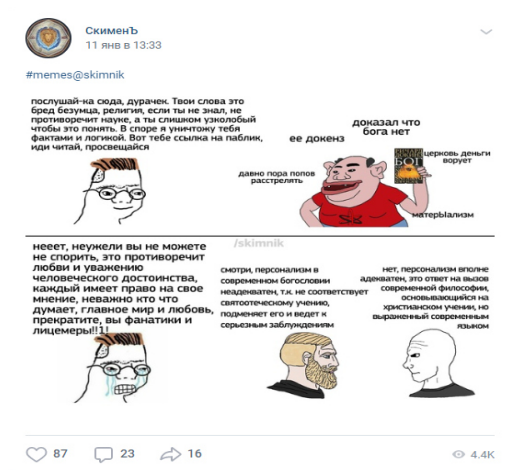 СкименЪ
11 янв в 13:33
#memes@skimnik
послушай-ка сюда, дурачек. Твои слова это
бред безумца, религия, если ты не знал, не
противоречит науке, а ты слишком узколобый
чтобы это понять. В споре я уничтожу тебя
фактами и логикой. Вот тебе ссылка на паблик,
иди читай, просвещайся
доказал что
бога нет
ее докенз
церковь деньги
ворует
БОГ
давно пора попов
расстрелять
матерЫализм
/skimnik
нееет, неужели вы не можете
не спорить, это противоречит
любви и уважению
человеческого достоинства,
каждый имеет право на свое
мнение, неважно кто что
думает, главное мир и любовь,
прекратите, вы фанатики и
лицемеры!!1!
смотри, персонализм в
современном богословии
неадекватен, т.к. не соответствует
святоотеческому учению,
подменяет его и ведет к
серьезным заблуждениям
нет, персонализм вполне
адекватен, это ответ на вызов
современной философии,
основывающийся на
христианском учении, но
выраженный современным
языком
87
23
16
4.4K